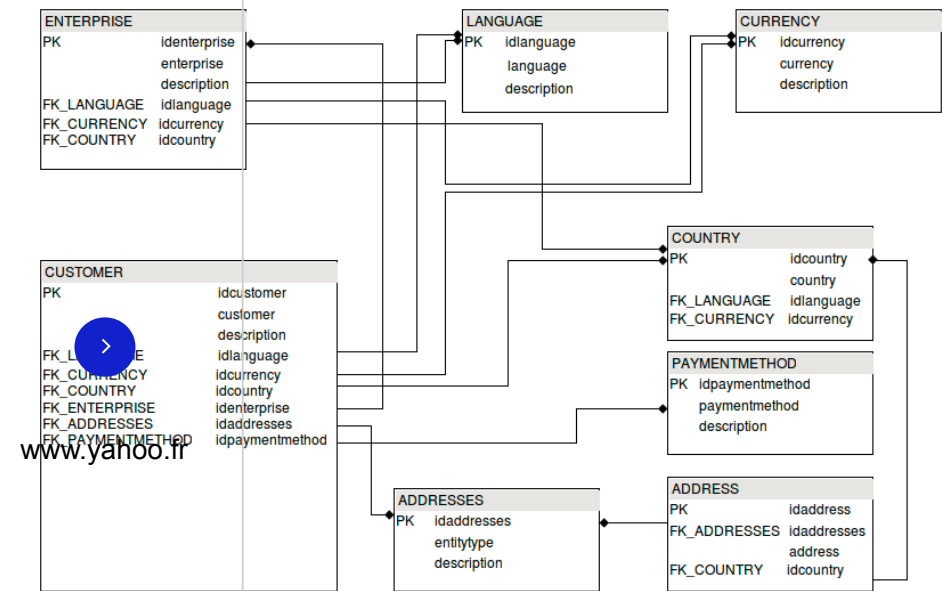 ENTERPRISE
PK identerprise
enterprise
description
FK_LANGUAGE idlanguage
FK_CURRENCY idcurrency
FK_COUNTRY idcountry
LANGUAGE
PK idlanguage
language
description
CURRENCY
PK idcurrency
currency
description
CUSTOMER
PK idcustomer
customer
description
idlanguage
FK_CURRENCY idcurrency
FK_COUNTRY idcountry
FK_ENTERPRISE identerprise
FK_ADDRESSES idaddresses
FK_PAYMENTMETHOD idpaymentmethod
www.yahoo.fr
COUNTRY
PK idcountry
country
FK_LANGUAGE idlanguage
FK_CURRENCY idcurrency
PAYMENTMETHOD
PK idpaymentmethod
paymentmethod
description
ADDRESSES
PK idaddresses
entitytype
description
ADDRESS
PK idaddress
FK_ADDRESSES idaddresses
address
FK_COUNTRY idcountry